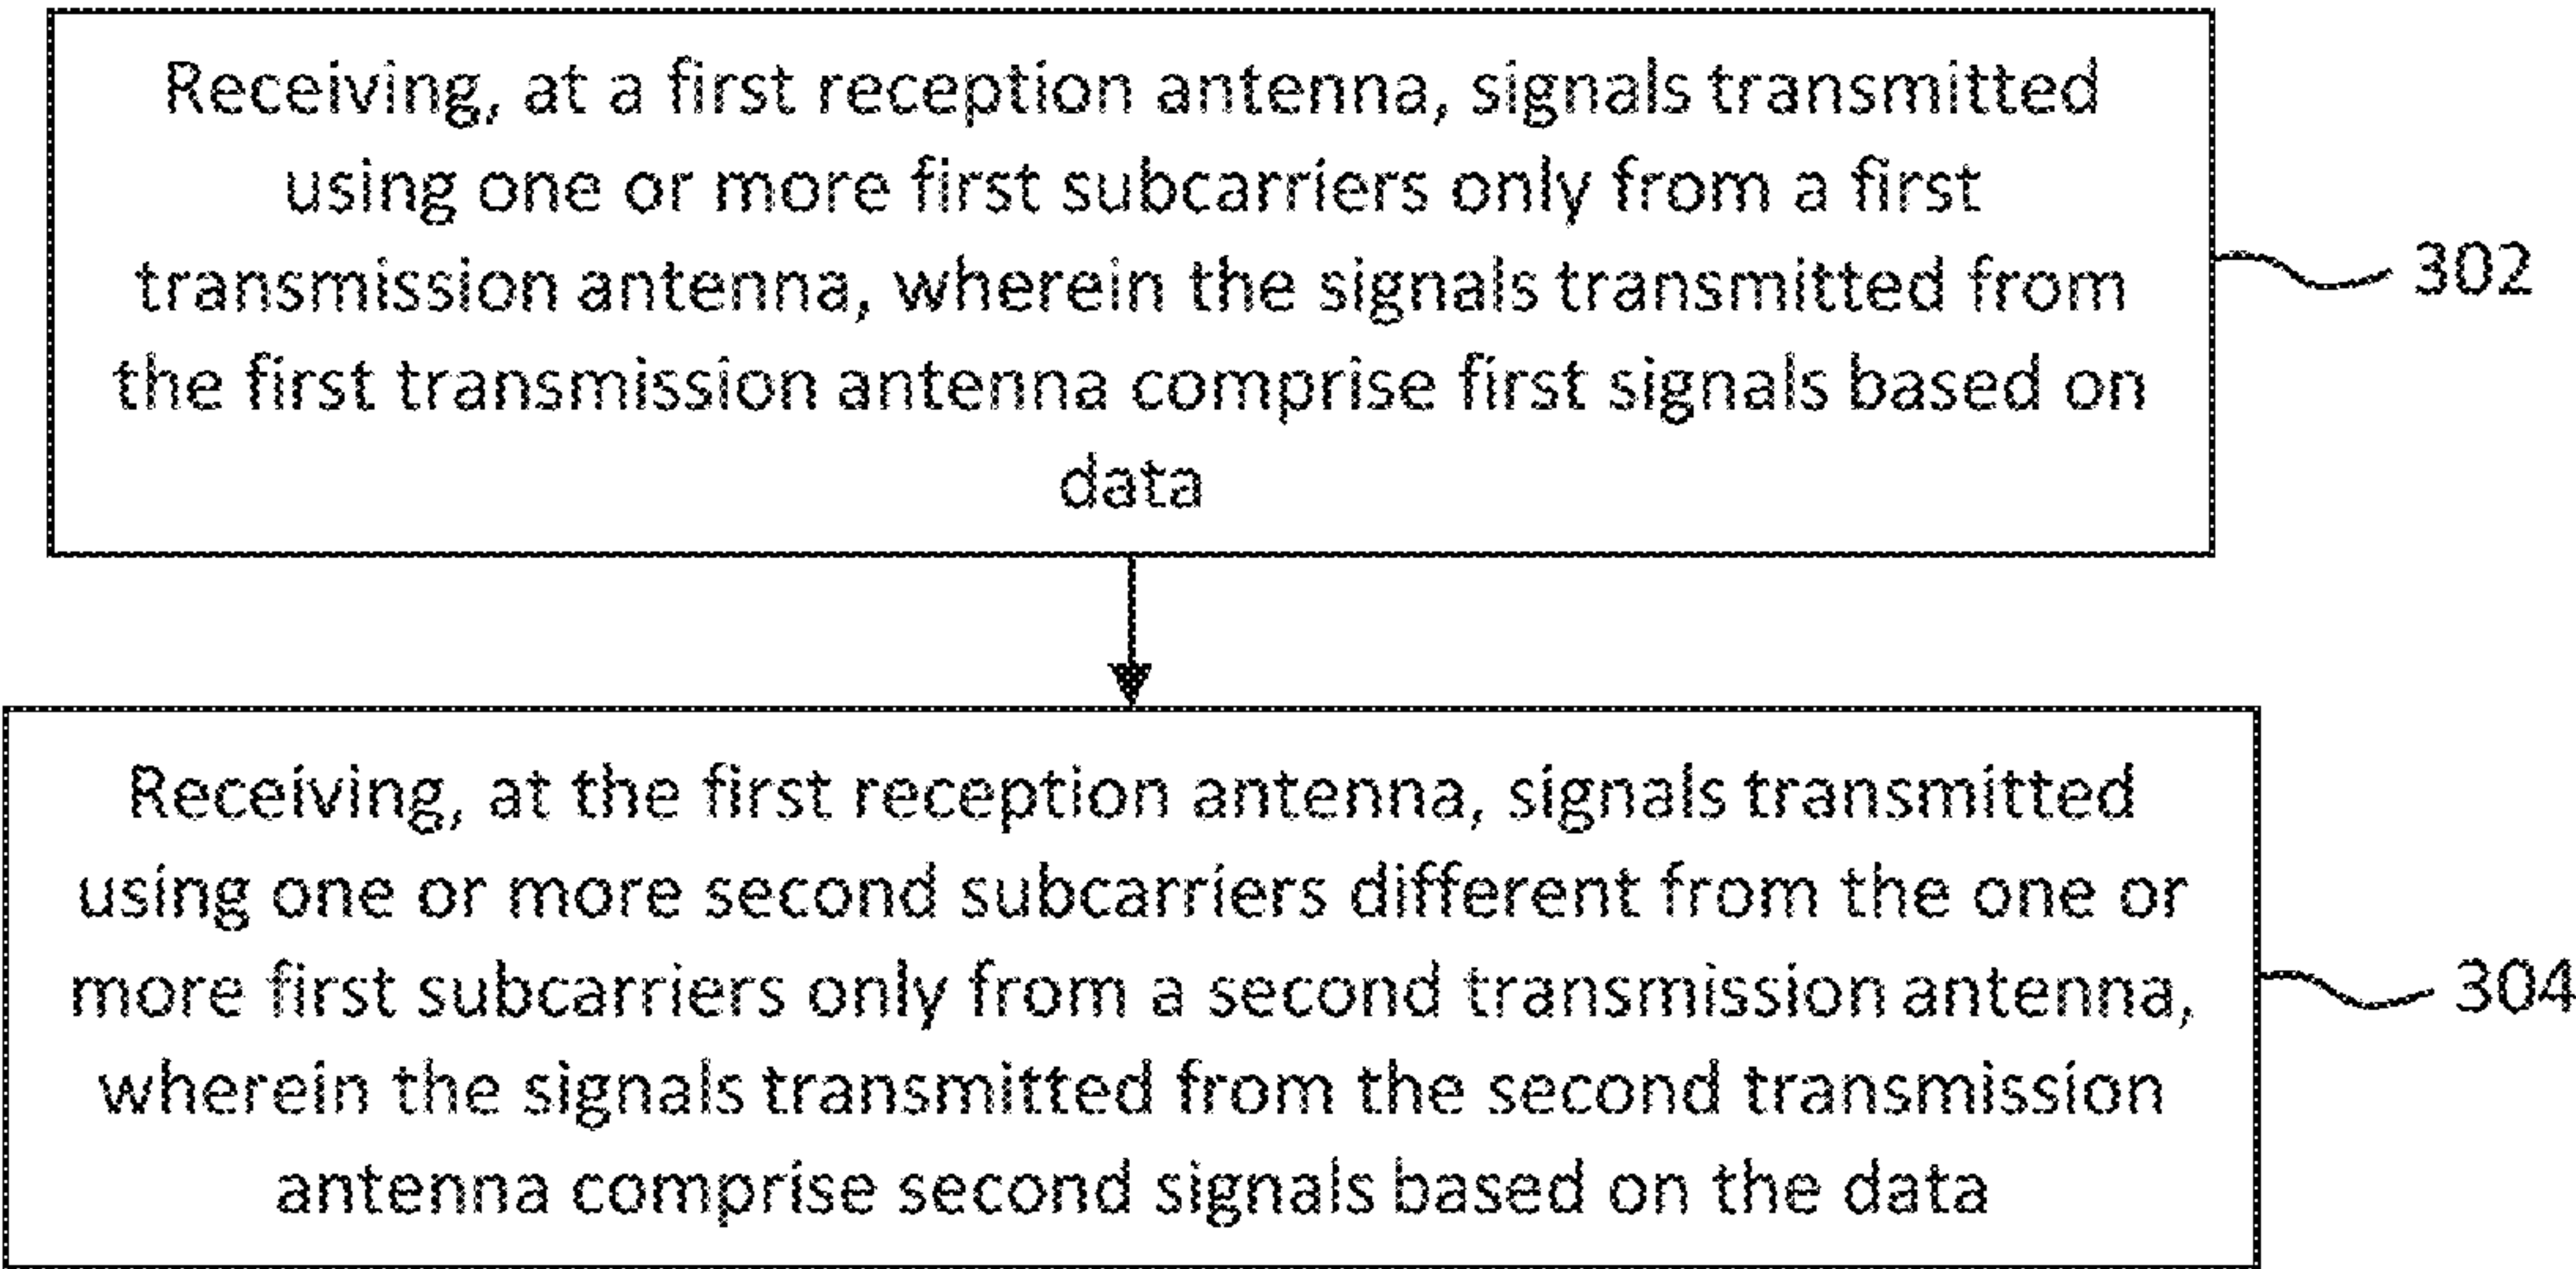 Receiving, at a first reception antenna, signals transmitted
using one or more first subcarriers only from a first
transmission antenna, wherein the signals transmitted from
the first transmission antenna comprise first signals based on
data
302
Receiving, at the first reception antenna, signals transmitted
using one or more second subcarriers different from the one or
more first subcarriers only from a second transmission antenna,
wherein the signals transmitted from the second transmission
antenna comprise second signals based on the data
304